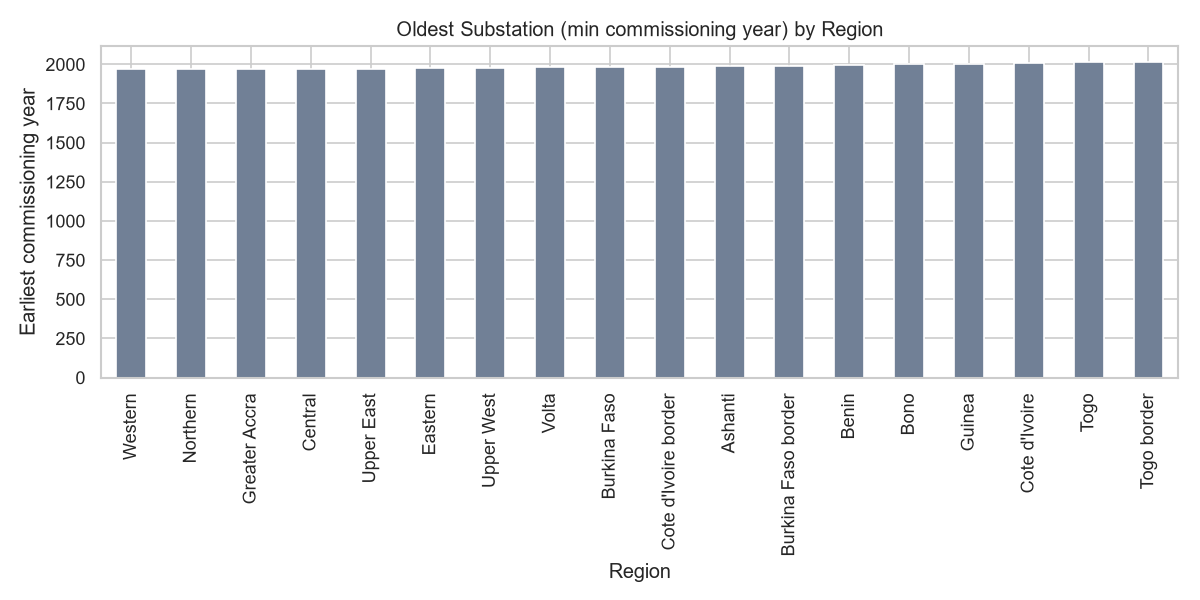 Oldest Substation (min commissioning year) by Region
Earliest commissioning year
2000
1750
1500
1250
1000
750
500
250
0
Western
Northern
Greater Accra
Central
Upper East
Eastern
Upper West
Volta
Burkina Faso
Cote d'Ivoire border
Ashanti
Burkina Faso border
Benin
Bono
Guinea
Cote d'Ivoire
Togo
Togo border
Region